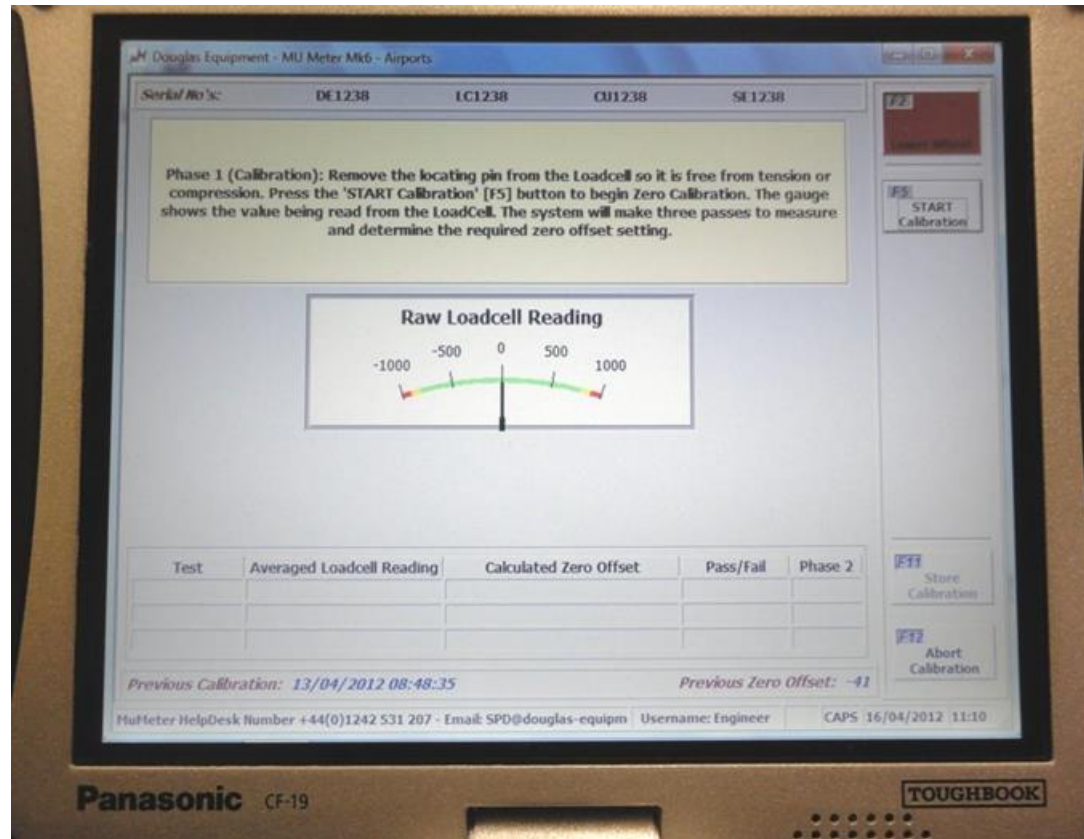 Douglas Equipment - MU Meter Mk6 - Airports
Serial No's: DE1238 LC1238 CU1238 SE1238
F2
Lower Wheel
Phase 1 (Calibration): Remove the locating pin from the Loadcell so it is free from tension or
compression. Press the 'START Calibration' [F5] button to begin Zero Calibration. The gauge
shows the value being read from the LoadCell. The system will make three passes to measure
and determine the required zero offset setting.
F5
START
Calibration
Raw Loadcell Reading
-1000 -500 0 500 1000
Test Averaged Loadcell Reading Calculated Zero Offset Pass/Fail Phase 2
F11
Store
Calibration
F12
Abort
Calibration
Previous Calibration: 13/04/2012 08:48:35 Previous Zero Offset: -41
MuMeter HelpDesk Number +44(0)1242 531 207 - Email: SPD@douglas-equipm Username: Engineer CAPS 16/04/2012 11:10
Panasonic CF-19 TOUGHBOOK